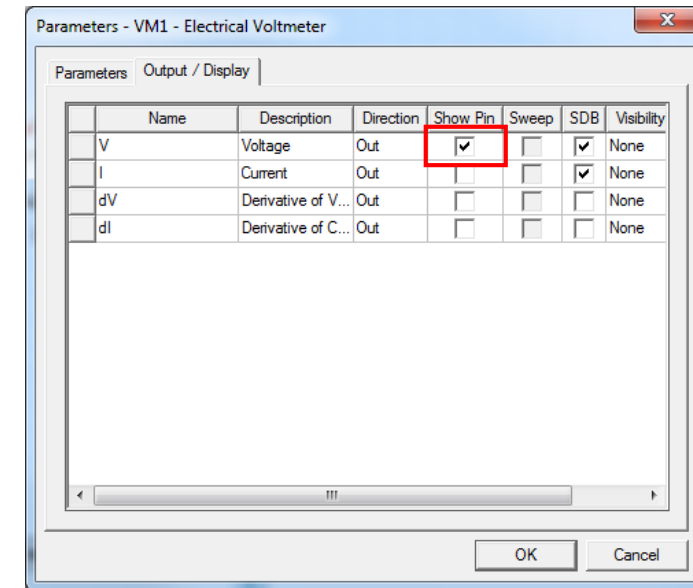 Parameters - VM1 - Electrical Voltmeter
Parameters Output / Display
Name Description Direction Show Pin Sweep SDB Visibility
V Voltage Out None
I Current Out None
dV Derivative of V... Out None
dI Derivative of C... Out None
OK Cancel